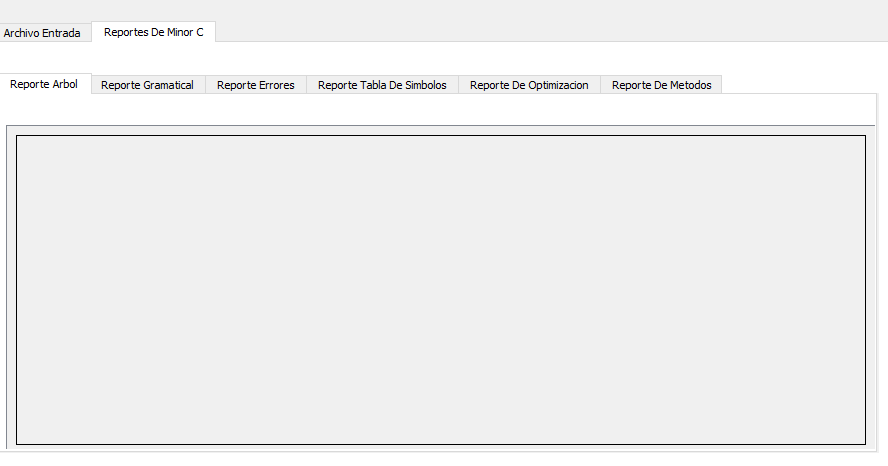 Archivo Entrada Reportes De Minor C
Reporte Arbol Reporte Gramatical Reporte Errores Reporte Tabla De Simbolos Reporte De Optimizacion Reporte De Metodos